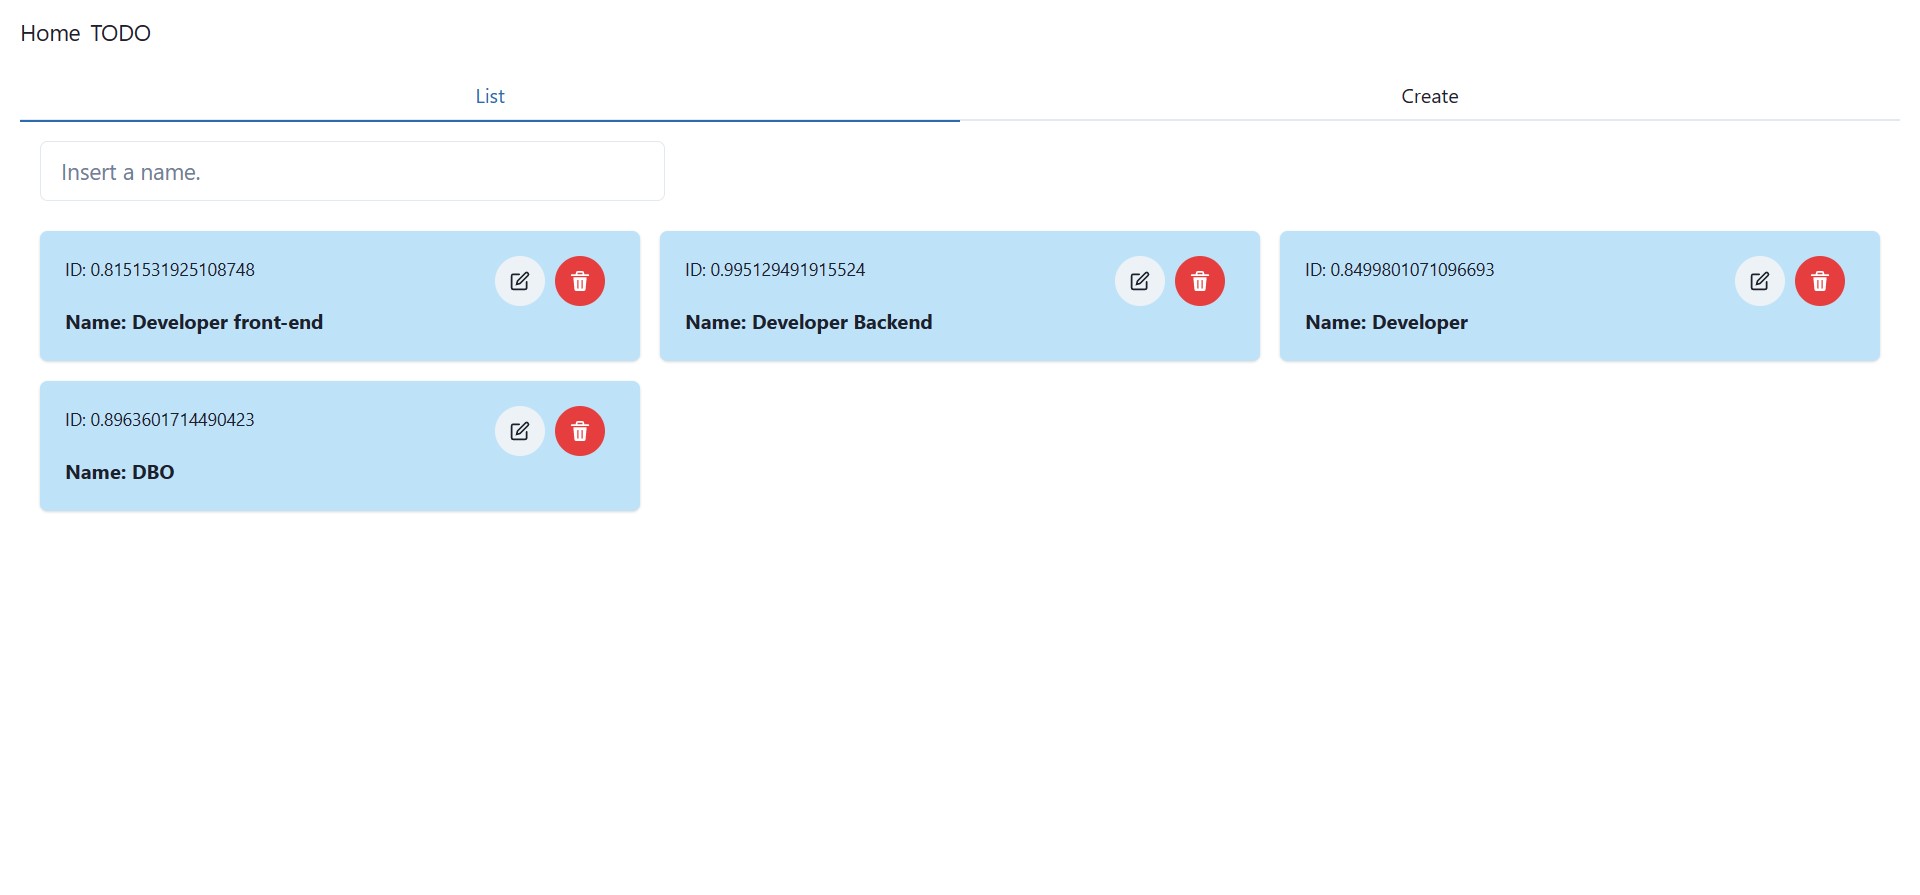 Home TODO
List Create
Insert a name.
ID: 0.8151531925108748
Name: Developer front-end
ID: 0.995129491915524
Name: Developer Backend
ID: 0.8499801071096693
Name: Developer
ID: 0.8963601714490423
Name: DBO